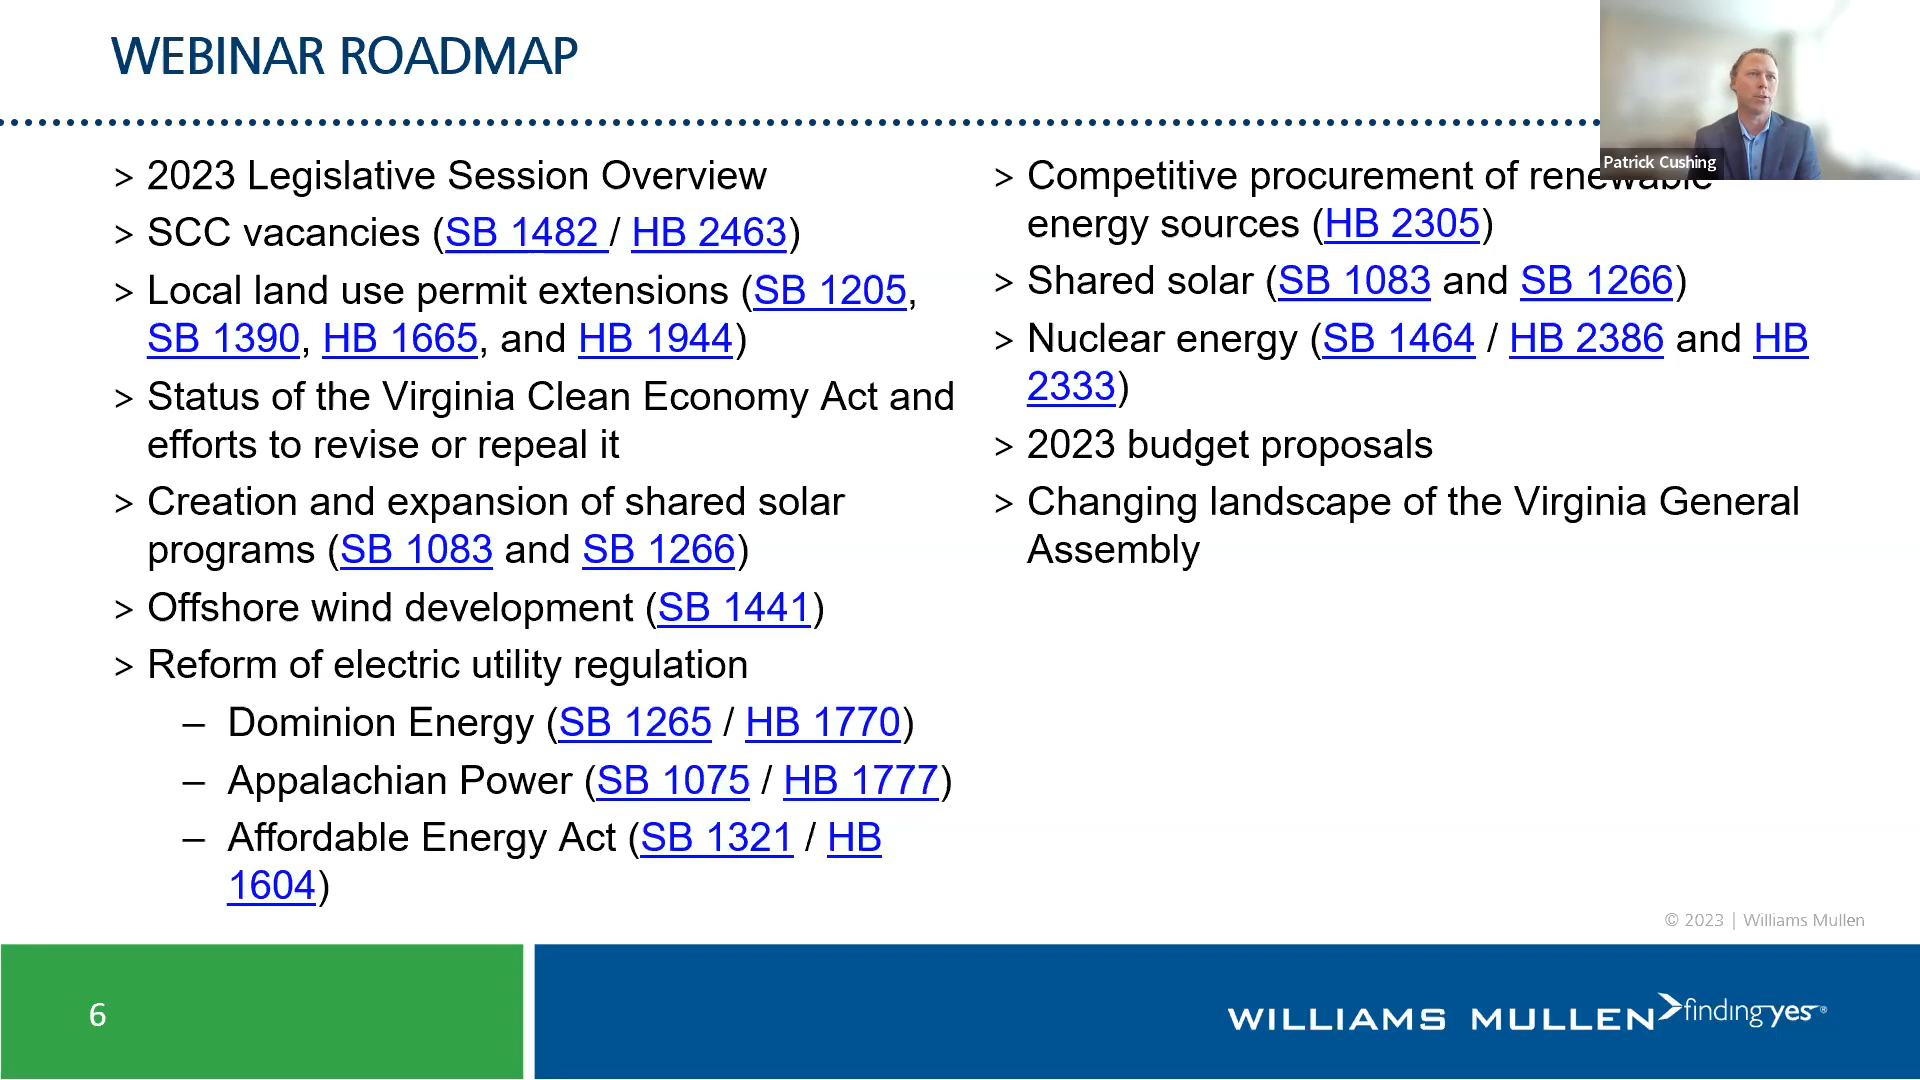 WEBINAR ROADMAP
Patrick Cushing
> 2023 Legislative Session Overview
> SCC vacancies (SB 1482 / HB 2463)
> Local land use permit extensions (SB 1205,
SB 1390, HB 1665, and HB 1944)
> Status of the Virginia Clean Economy Act and
efforts to revise or repeal it
> Creation and expansion of shared solar
programs (SB 1083 and SB 1266)
> Offshore wind development (SB 1441)
> Reform of electric utility regulation
– Dominion Energy (SB 1265 / HB 1770)
– Appalachian Power (SB 1075 / HB 1777)
– Affordable Energy Act (SB 1321 / HB
1604)
> Competitive procurement of renewable
energy sources (HB 2305)
> Shared solar (SB 1083 and SB 1266)
> Nuclear energy (SB 1464 / HB 2386 and HB
2333)
> 2023 budget proposals
> Changing landscape of the Virginia General
Assembly
© 2023 | Williams Mullen
6
WILLIAMS MULLEN finding yes ®